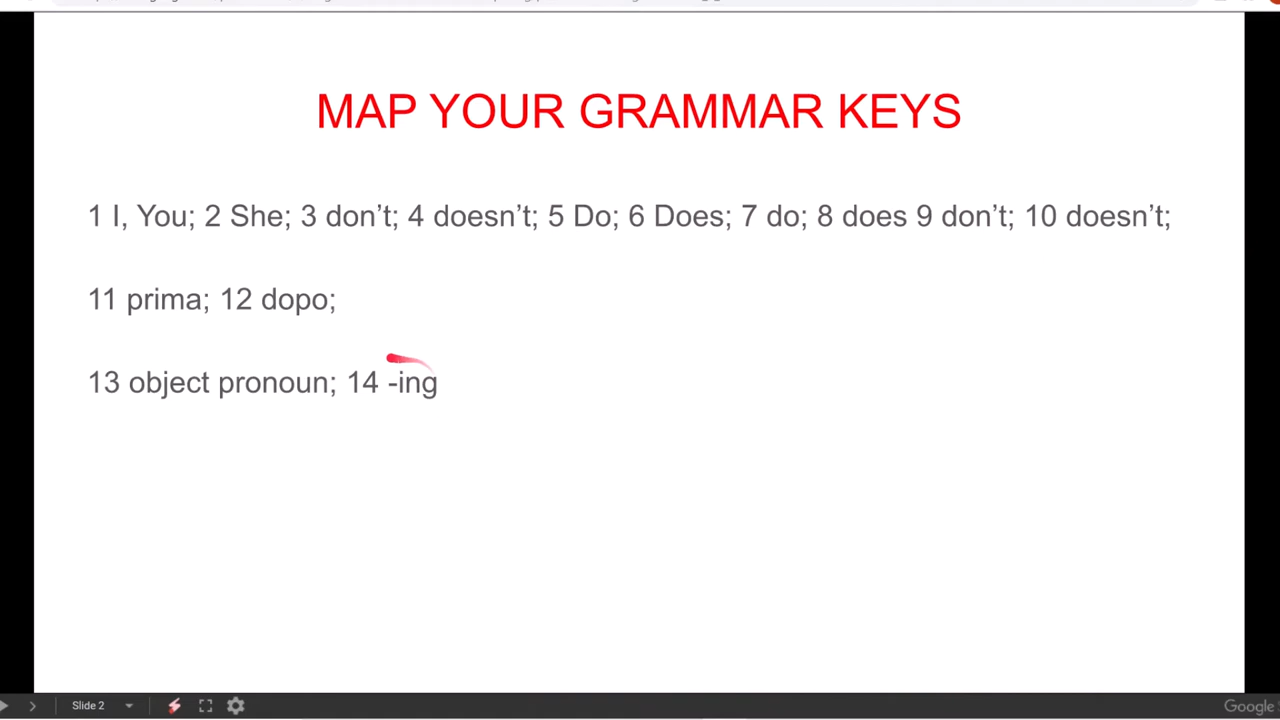 MAP YOUR GRAMMAR KEYS
1 I, You; 2 She; 3 don’t; 4 doesn’t; 5 Do; 6 Does; 7 do; 8 does 9 don’t; 10 doesn’t;
11 prima; 12 dopo;
13 object pronoun; 14 -ing
Slide 2
Google